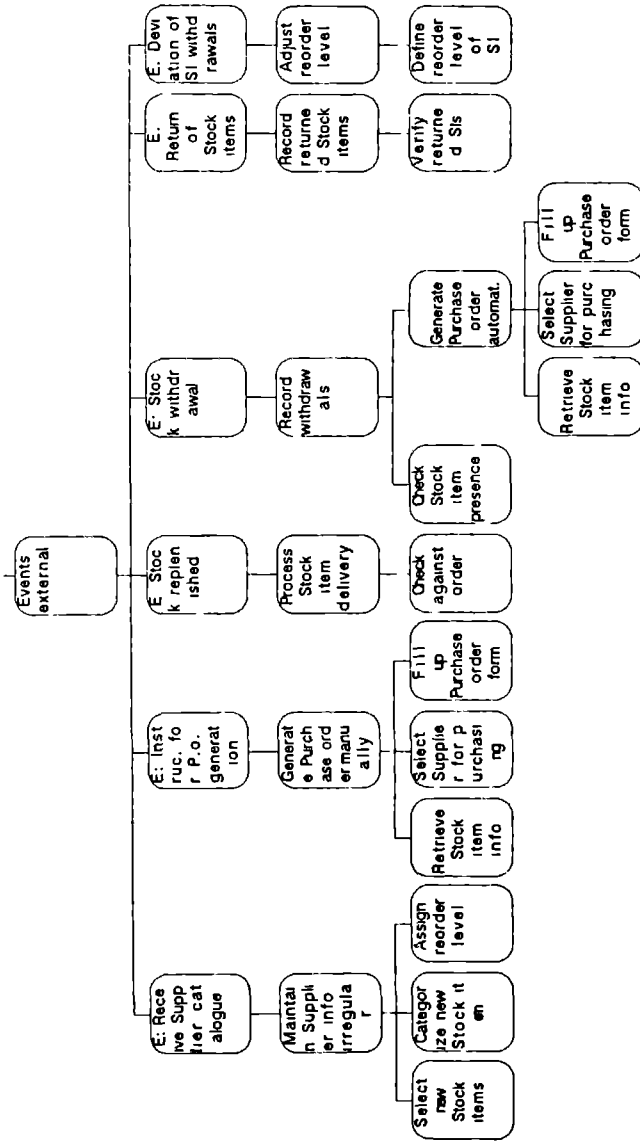 Events
external
E: Rece
ive Supp
lier cat
alogue
E: Inst
ruc. fo
r P.o.
generat
ion
E Stoc
k replen
ished
E: Stoc
k withdr
awal
E.
Return
of
Stock
items
E. Devi
ation of
SI withd
rawals
Maintai
n Suppli
er info
irregula
r
Generat
e Purch
ase ord
er manu
ally
Process
Stock
item
delivery
Record
withdraw
als
Record
returne
d Stock
items
Adjust
reorder
level
Select
new
Stock
items
Categor
ize new
Stock it
em
Assign
reorder
level
Retrieve
Stock
item
info
Select
Supplie
r for p
urchasi
ng
Fill
up
Purchase
order
form
Check
against
order
Check
Stock
item
presence
Generate
Purchase
order
automat.
Verify
returne
d SIs
Define
reorder
level
of
SI
Retrieve
Stock
item
info
Select
Supplier
for purc
hasing
Fill
up
Purchase
order
form